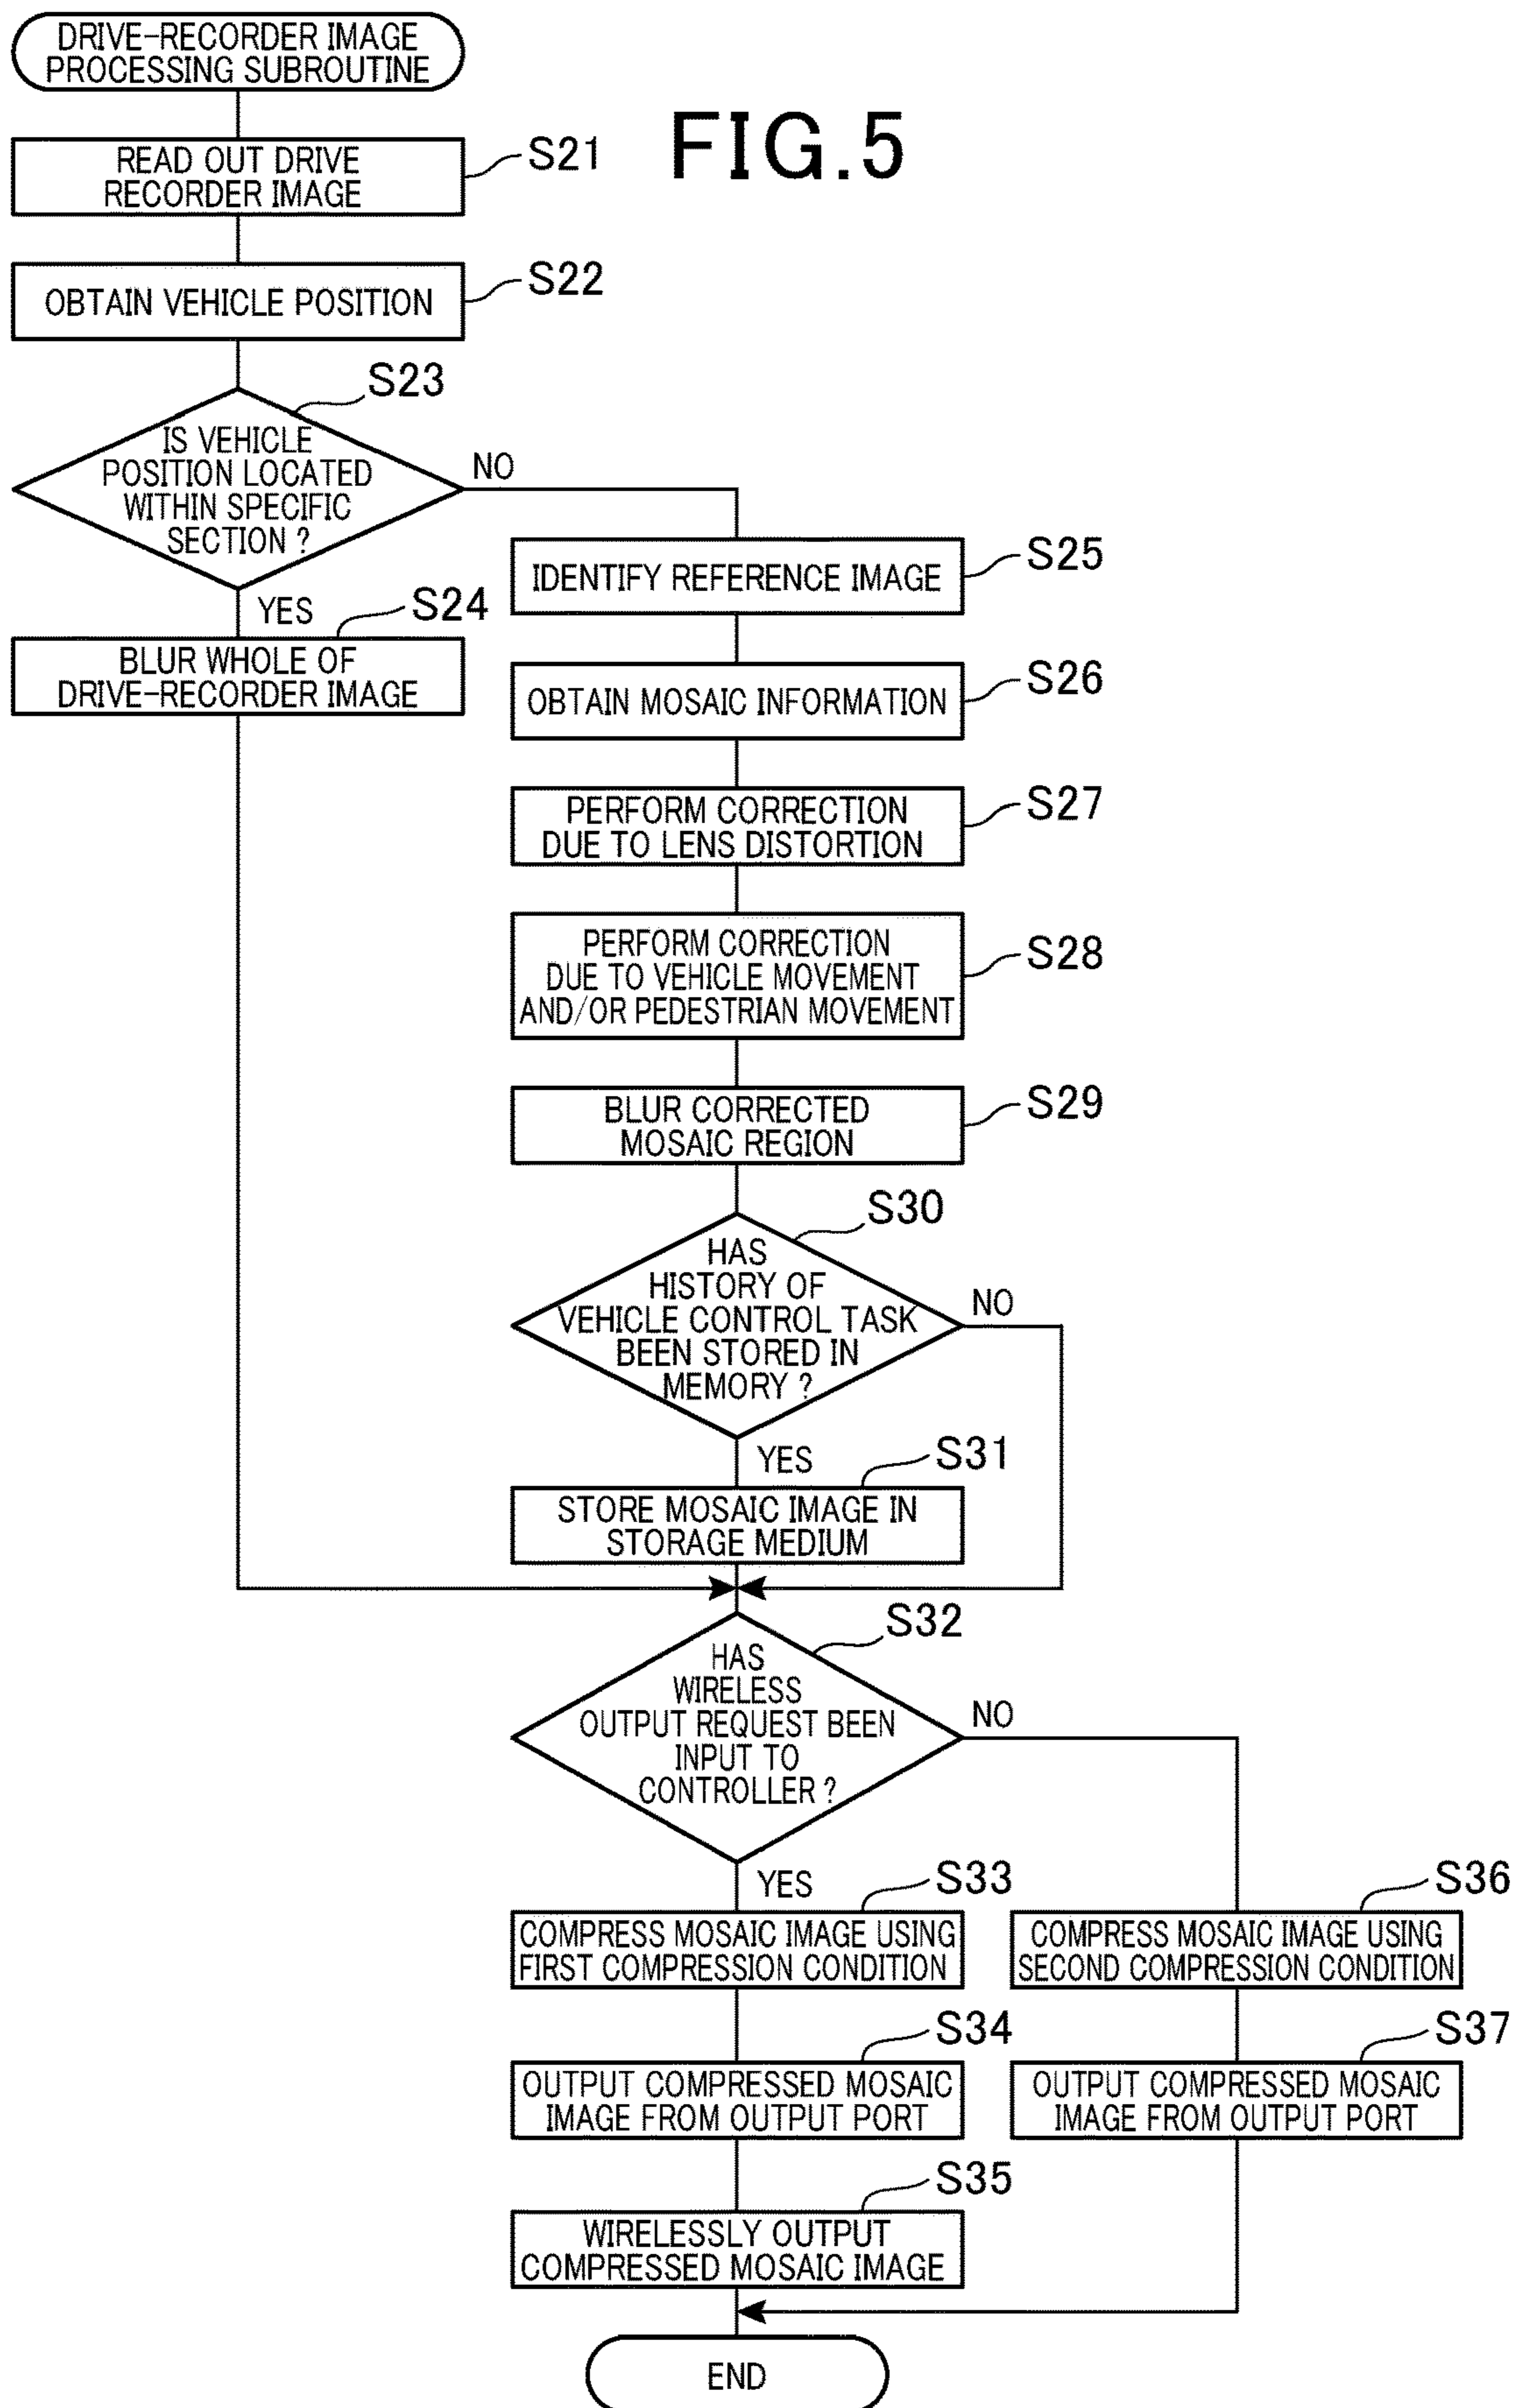 DRIVE-RECORDER IMAGE
PROCESSING SUBROUTINE
FIG.5
READ OUT DRIVE
RECORDER IMAGE
S21
OBTAIN VEHICLE POSITION
S22
S23
IS VEHICLE
POSITION LOCATED
WITHIN SPECIFIC
SECTION ?
NO
YES
S24
BLUR WHOLE OF
DRIVE-RECORDER IMAGE
IDENTIFY REFERENCE IMAGE
S25
OBTAIN MOSAIC INFORMATION
S26
PERFORM CORRECTION
DUE TO LENS DISTORTION
S27
PERFORM CORRECTION
DUE TO VEHICLE MOVEMENT
AND/OR PEDESTRIAN MOVEMENT
S28
BLUR CORRECTED
MOSAIC REGION
S29
S30
HAS
HISTORY OF
VEHICLE CONTROL TASK
BEEN STORED IN
MEMORY ?
NO
YES
S31
STORE MOSAIC IMAGE IN
STORAGE MEDIUM
S32
HAS
WIRELESS
OUTPUT REQUEST BEEN
INPUT TO
CONTROLLER ?
NO
YES
S33
COMPRESS MOSAIC IMAGE USING
FIRST COMPRESSION CONDITION
S34
OUTPUT COMPRESSED MOSAIC
IMAGE FROM OUTPUT PORT
S35
WIRELESSLY OUTPUT
COMPRESSED MOSAIC IMAGE
S36
COMPRESS MOSAIC IMAGE USING
SECOND COMPRESSION CONDITION
S37
OUTPUT COMPRESSED MOSAIC
IMAGE FROM OUTPUT PORT
END